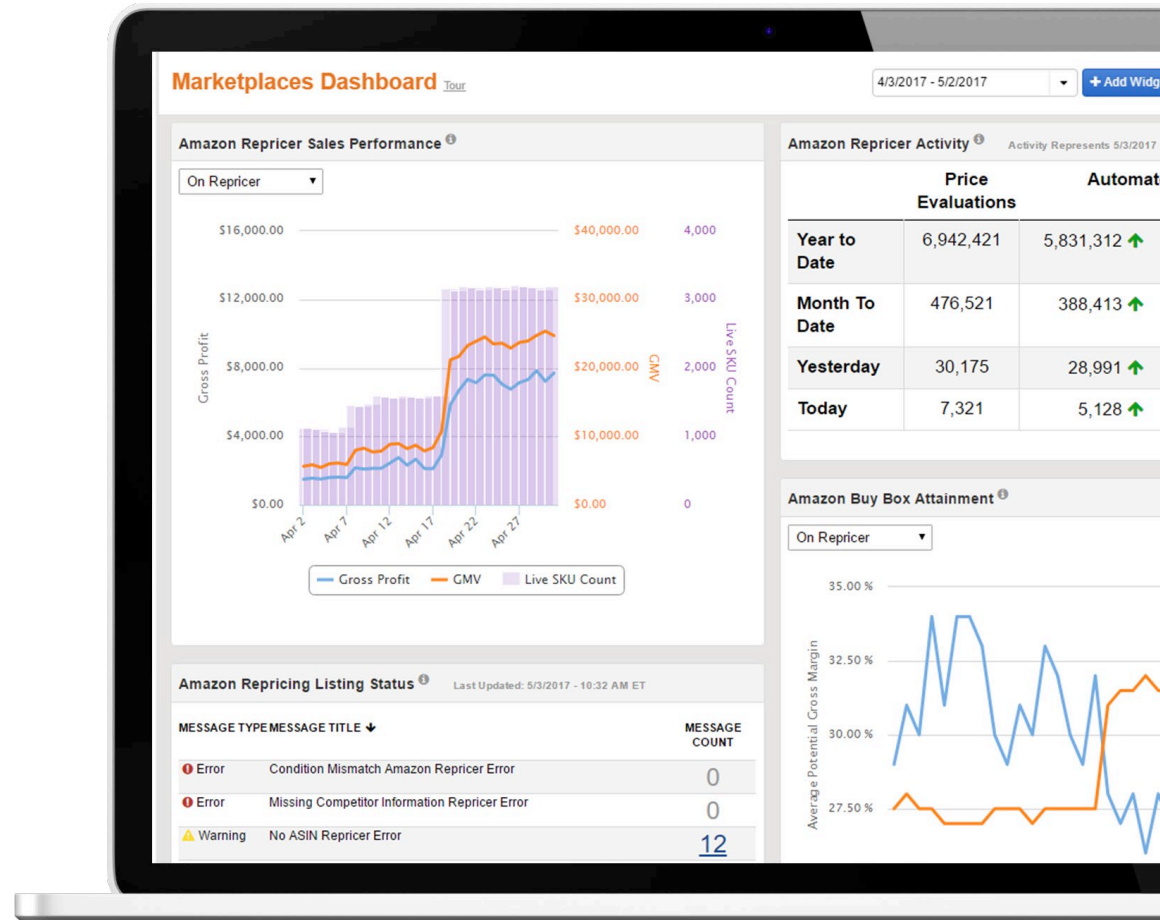 Marketplaces Dashboard Tour
4/3/2017 - 5/2/2017
+ Add Widg
Amazon Repricer Sales Performance
On Repricer
$16,000.00
$12,000.00
$8,000.00
$4,000.00
$0.00
Gross Profit
$40,000.00
$30,000.00
$20,000.00
$10,000.00
$0.00
GMV
4,000
3,000
2,000
1,000
0
Live SKU Count
Apr 2 Apr 7 Apr 12 Apr 17 Apr 22 Apr 27
Gross Profit GMV Live SKU Count
Amazon Repricer Activity Activity Represents 5/3/2017
Price Automat
Evaluations
Year to 6,942,421 5,831,312
Date
Month To 476,521 388,413
Date
Yesterday 30,175 28,991
Today 7,321 5,128
Amazon Repricing Listing Status Last Updated: 5/3/2017 - 10:32 AM ET
MESSAGE TYPE MESSAGE TITLE MESSAGE
COUNT
Error Condition Mismatch Amazon Repricer Error 0
Error Missing Competitor Information Repricer Error 0
Warning No ASIN Repricer Error 12
Amazon Buy Box Attainment
On Repricer
35.00 %
32.50 %
30.00 %
27.50 %
Average Potential Gross Margin